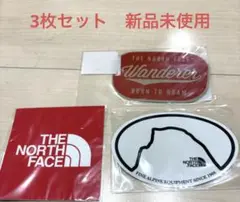 3枚セット　新品未使用
THE NORTH FACE
Wanderer
BORN TO ROAM
THE
NORTH
FACE
THE
NORTH
FACE
FINE ALPINE EQUIPMENT SINCE 1966